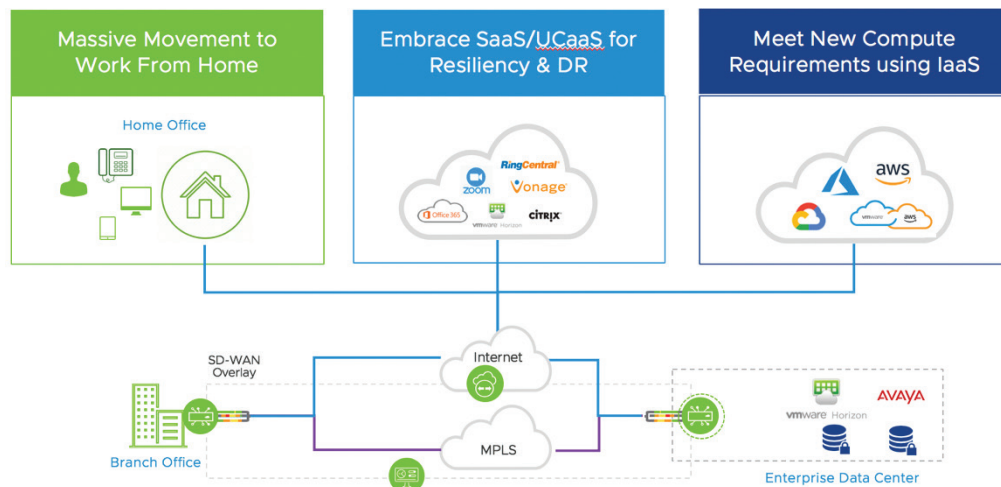 Massive Movement to
Work From Home
Embrace SaaS/UCaaS for
Resiliency & DR
Meet New Compute
Requirements using IaaS
Home Office
RingCentral
zoom
Vonage
Office 365
vmware Horizon
CITRIX
aws
vmware
aws
SD-WAN
Overlay
Internet
MPLS
Branch Office
vmware Horizon
AVAYA
Enterprise Data Center